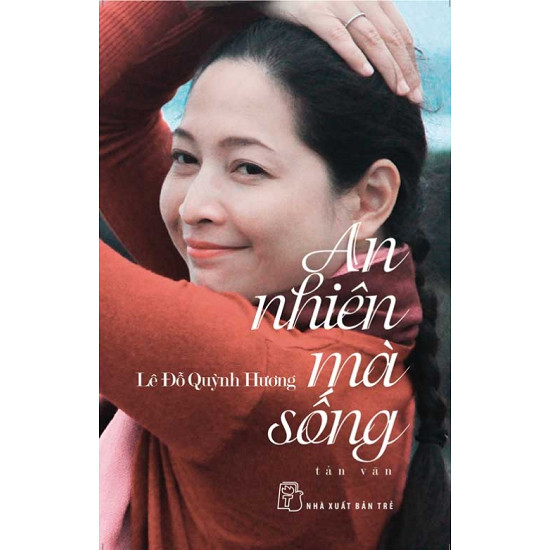 An
nhiên
mà
sống
Lê Đỗ Quỳnh Hương
tản văn
NHÀ XUẤT BẢN TRẺ